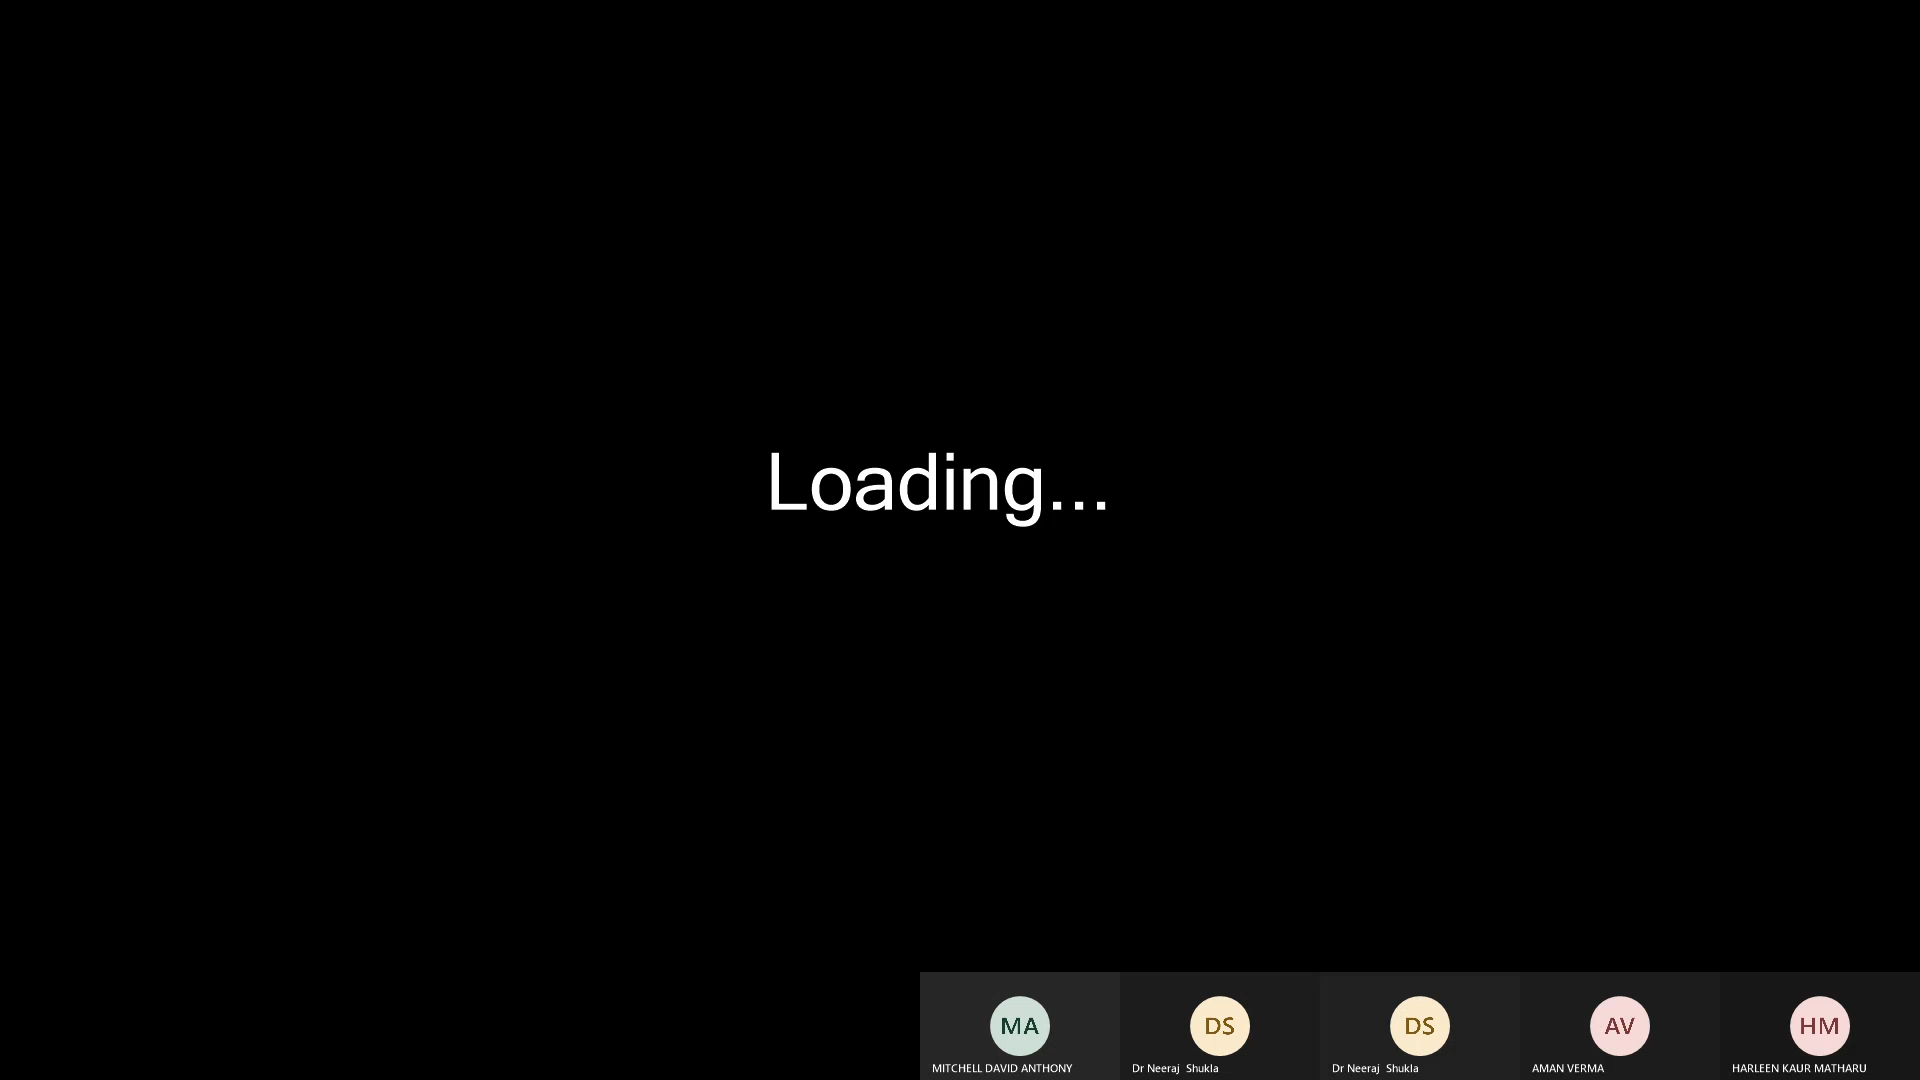 Loading...
MA
DS
DS
AV
HM
MITCHELL DAVID ANTHONY
Dr Neeraj  Shukla
Dr Neeraj  Shukla
AMAN VERMA
HARLEEN KAUR MATHARU